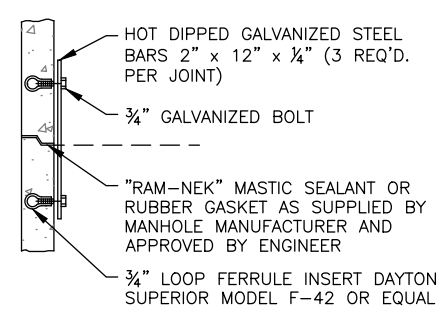 HOT DIPPED GALVANIZED STEEL
BARS 2" x 12" x ¼" (3 REQ'D.
PER JOINT)
¾" GALVANIZED BOLT
"RAM-NEK" MASTIC SEALANT OR
RUBBER GASKET AS SUPPLIED BY
MANHOLE MANUFACTURER AND
APPROVED BY ENGINEER
¾" LOOP FERRULE INSERT DAYTON
SUPERIOR MODEL F-42 OR EQUAL